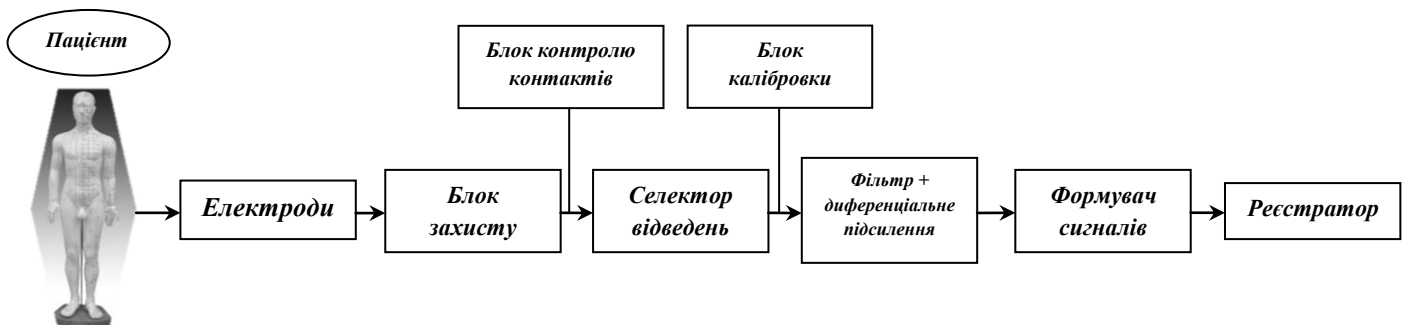 Пацієнт
Блок контролю
контактів
Блок
калібровки
Електроди
Блок
захисту
Селектор
відведень
Фільтр +
диференціальне
підсилення
Формувач
сигналів
Реєстратор